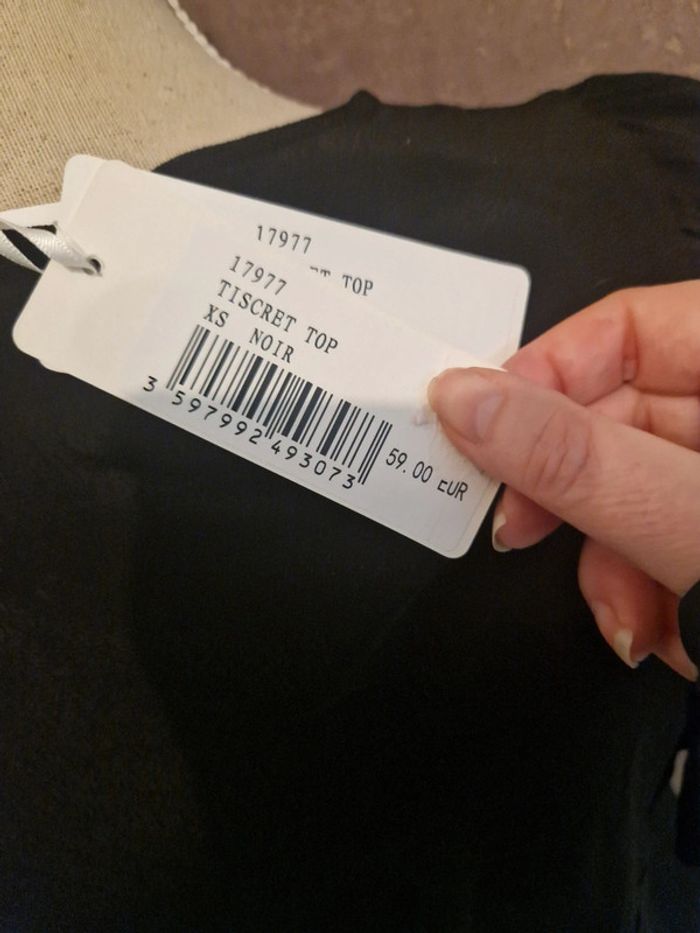 17977
TOP
17977
TISCRET TOP
XS NOIR
3 597992 493073
59.00 EUR